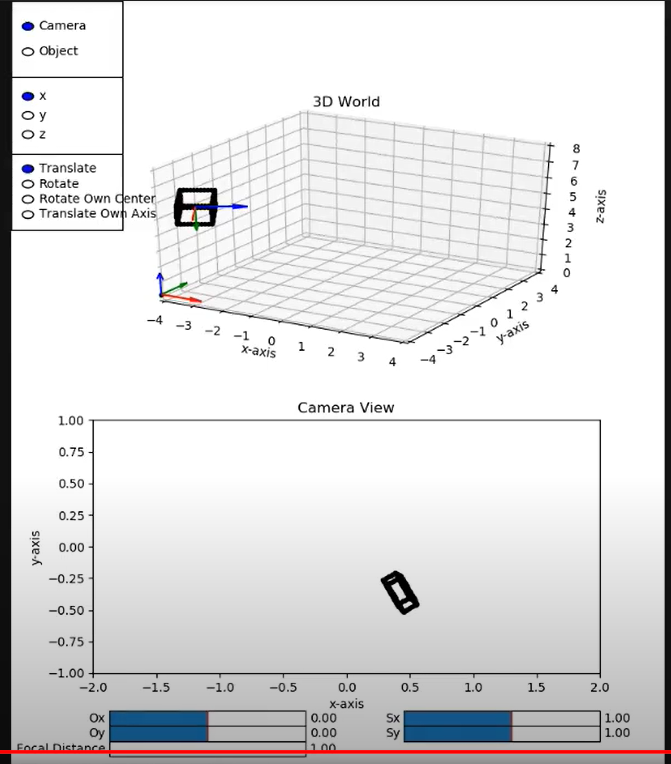 Camera
Object
x
y
z
Translate
Rotate
Rotate Own Center
Translate Own Axis
3D World
8
7
6
5
4
3
2
1
0
z-axis
−4
−3
−2
−1
0
1
2
3
4
x-axis
−4
−3
−2
−1
0
1
2
3
4
y-axis
Camera View
1.00
0.75
0.50
0.25
0.00
−0.25
−0.50
−0.75
−1.00
y-axis
−2.0 −1.5 −1.0 −0.5 0.0 0.5 1.0 1.5 2.0
x-axis
Ox 0.00 Sx 1.00
Oy 0.00 Sy 1.00
Focal Distance 1.00